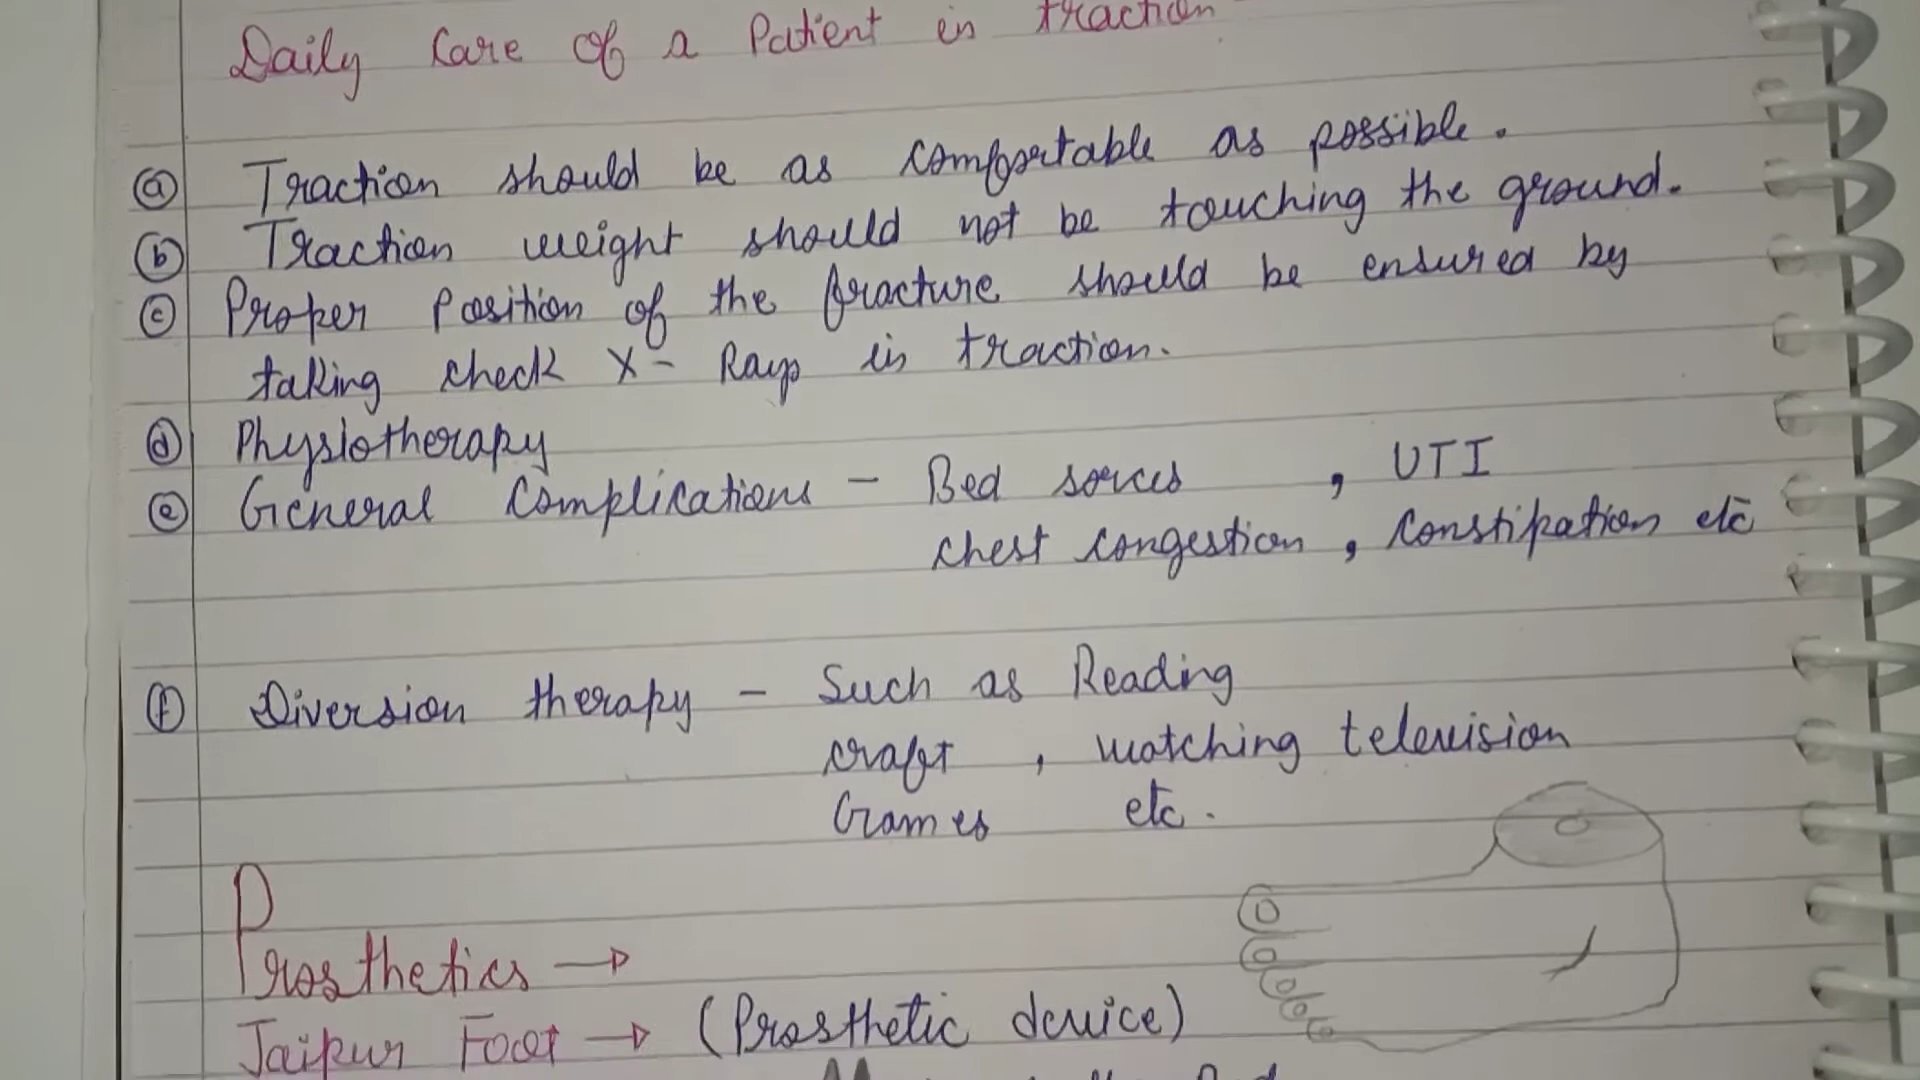 Daily Care of a Patient in traction
(a) Traction should be as comfortable as possible.
(b) Traction weight should not be touching the ground.
(c) Proper Position of the fracture should be ensured by
taking check X- Rays in traction.
(d) Physiotherapy
(e) General Complications - Bed sorces , UTI
chest congestion , constipation etc
(f) Diversion therapy - Such as Reading
craft , watching television
Games etc.
Prosthetics →
Jaipur Foot → (Prosthetic device)